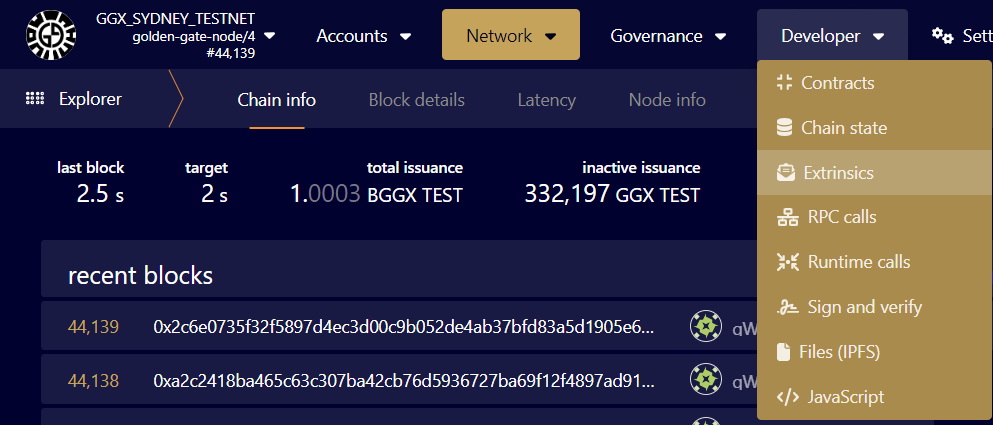 GGX_SYDNEY_TESTNET
golden-gate-node/4
#44,139
Accounts
Network
Governance
Developer
Explorer
Chain info
Block details
Latency
Node info
Contracts
Chain state
Extrinsics
RPC calls
Runtime calls
Sign and verify
Files (IPFS)
JavaScript
last block
2.5 s
target
2 s
total issuance
1.0003 BGGX TEST
inactive issuance
332,197 GGX TEST
recent blocks
44,139 0x2c6e0735f32f5897d4ec3d00c9b052de4ab37bfd83a5d1905e6...
44,138 0xa2c2418ba465c63c307ba42cb76d5936727ba69f12f4897ad91...